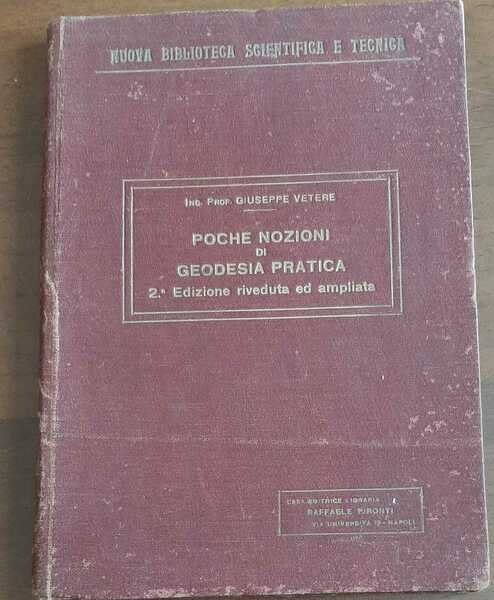 NUOVA BIBLIOTECA SCIENTIFICA E TECNICA
ING. PROF. GIUSEPPE VETERE
POCHE NOZIONI
DI
GEODESIA PRATICA
2.ª Edizione riveduta ed ampliata
CASA EDITRICE LIBRARIA
RAFFAELE PIRONTI
VIA UNIVERSITÀ - NAPOLI